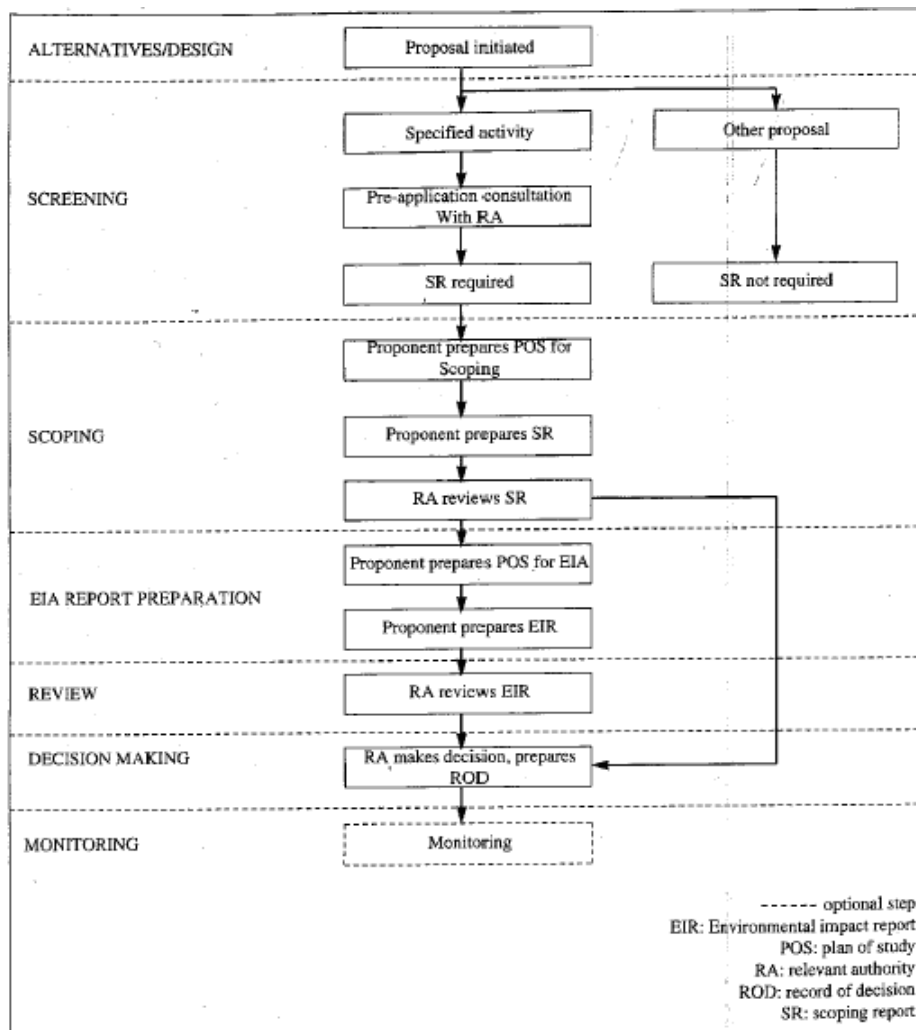 ALTERNATIVES/DESIGN
Proposal initiated
SCREENING
Specified activity
Other proposal
Pre-application consultation
With RA
SR required
SR not required
SCOPING
Proponent prepares POS for
Scoping
Proponent prepares SR
RA reviews SR
EIA REPORT PREPARATION
Proponent prepares POS for EIA
Proponent prepares EIR
REVIEW
RA reviews EIR
DECISION MAKING
RA makes decision, prepares
ROD
MONITORING
Monitoring
------ optional step
EIR: Environmental impact report
POS: plan of study
RA: relevant authority
ROD: record of decision
SR: scoping report